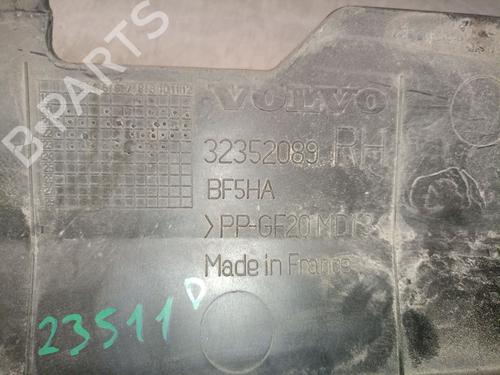 VOLVO
32352089 RH
BF5HA
>PP-GF20 MD13<
Made in France
23511 D
B-PARTS